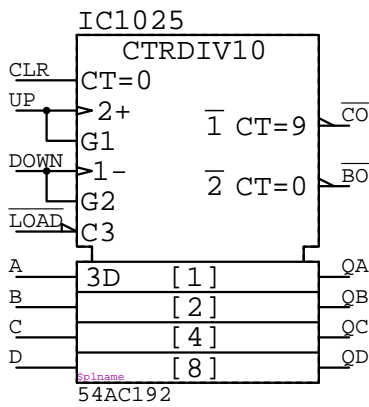 IC1025
CTRDIV10
CLR CT=0
UP 2+ 1 CT=9 CO
G1
DOWN 1- 2 CT=0 BO
G2
LOAD C3
A 3D [1] QA
B [2] QB
C [4] QC
D [8] QD
$plname
54AC192